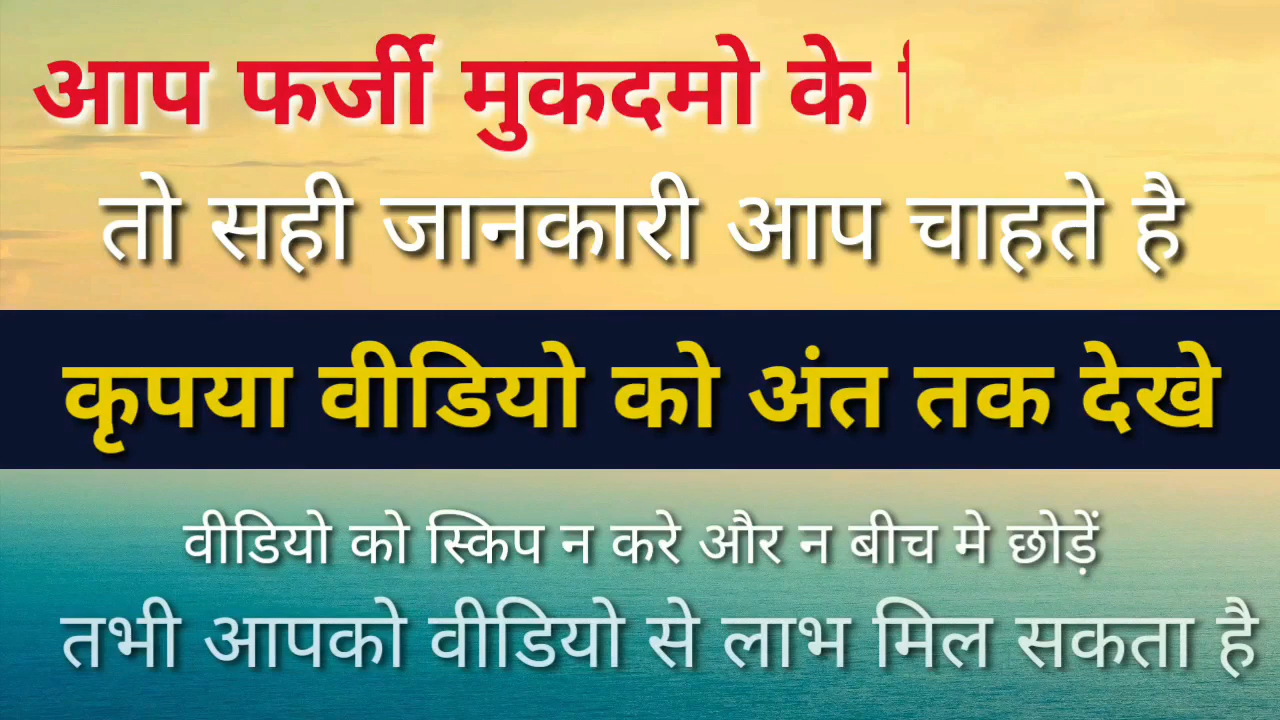 आप फर्जी मुकदमो के
तो सही जानकारी आप चाहते है
कृपया वीडियो को अंत तक देखे
वीडियो को स्किप न करे और न बीच मे छोड़ें
तभी आपको वीडियो से लाभ मिल सकता है